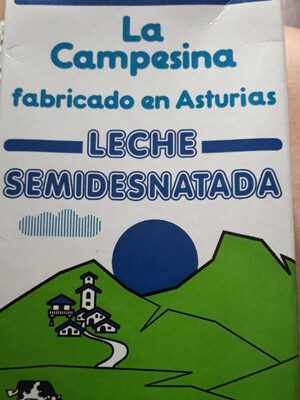 La
Campesina
fabricado en Asturias
LECHE
SEMIDESNATADA